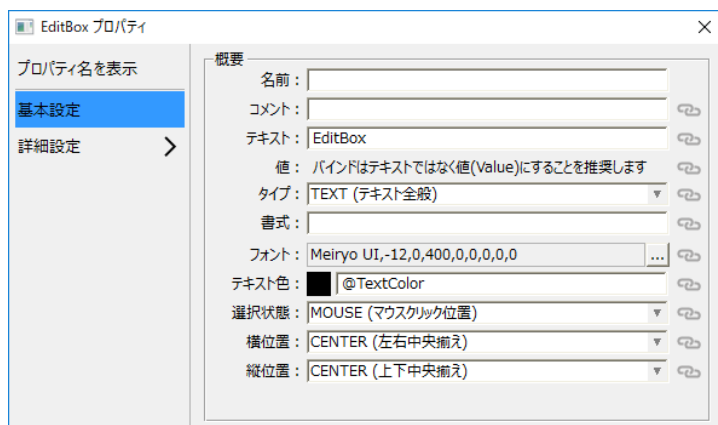 EditBox プロパティ
プロパティ名を表示
基本設定
詳細設定
概要
名前：
コメント：
テキスト： EditBox
値： バインドはテキストではなく値(Value)にすることを推奨します
タイプ： TEXT (テキスト全般)
書式：
フォント： Meiryo UI,-12,0,400,0,0,0,0,0 ...
テキスト色： @TextColor
選択状態： MOUSE (マウスクリック位置)
横位置： CENTER (左右中央揃え)
縦位置： CENTER (上下中央揃え)